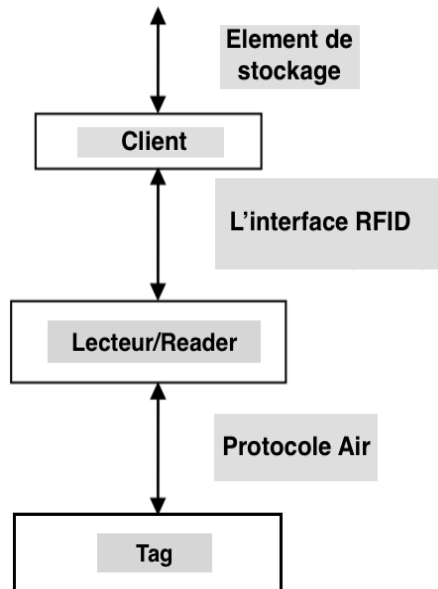 Element de
stockage
Client
L'interface RFID
Lecteur/Reader
Protocole Air
Tag